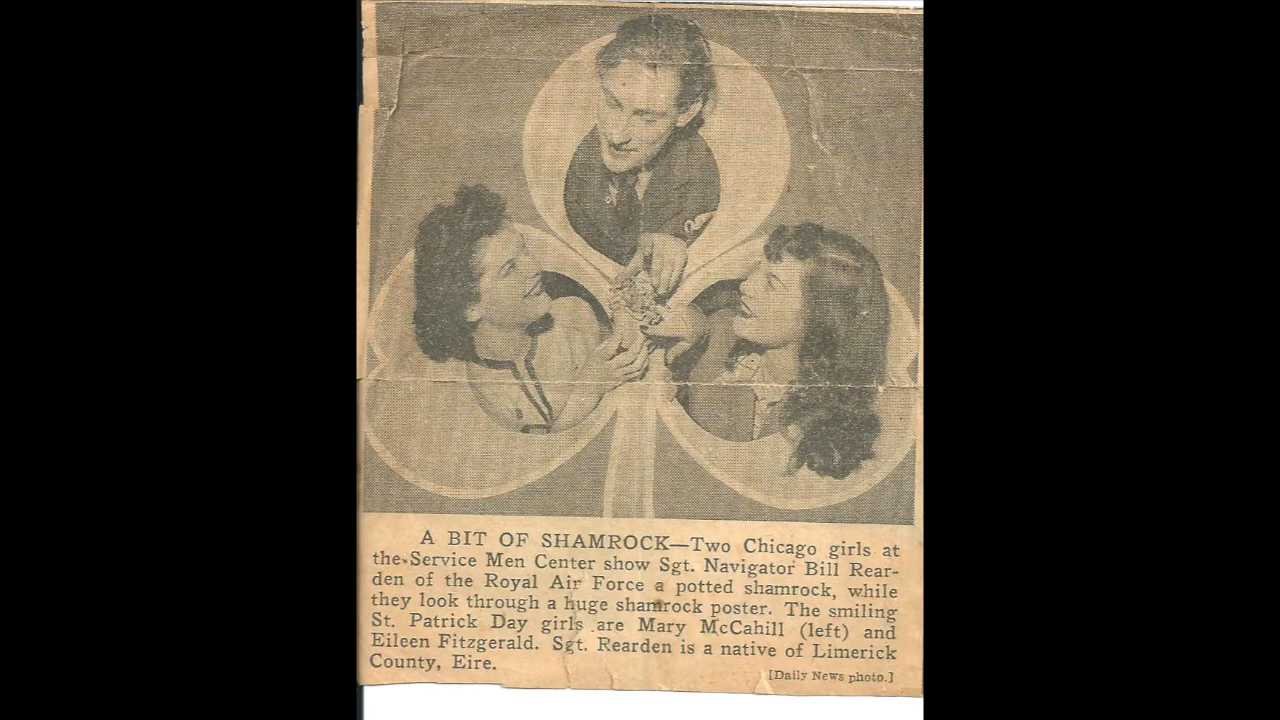 A BIT OF SHAMROCK—Two Chicago girls at
the Service Men Center show Sgt. Navigator Bill Rear-
den of the Royal Air Force a potted shamrock, while
they look through a huge shamrock poster. The smiling
St. Patrick Day girls are Mary McCahill (left) and
Eileen Fitzgerald. Sgt. Rearden is a native of Limerick
County, Eire.
[Daily News photo.]